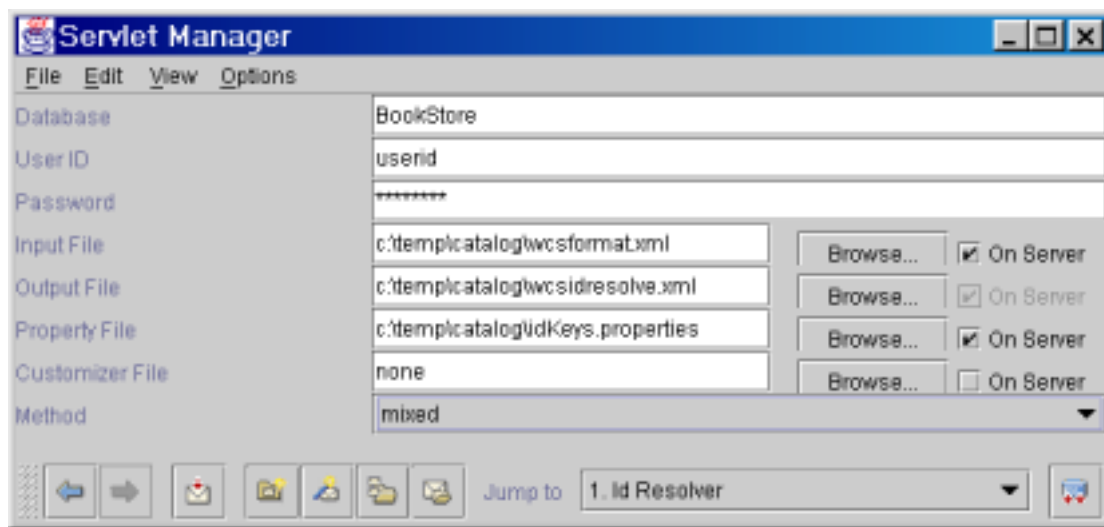 Servlet Manager
File Edit View Options
Database BookStore
User ID userid
Password ********
Input File c:\temp\catalog\wcsformat.xml Browse... On Server
Output File c:\temp\catalog\wcsidresolve.xml Browse... On Server
Property File c:\temp\catalog\idKeys.properties Browse... On Server
Customizer File none Browse... On Server
Method mixed
Jump to 1. Id Resolver